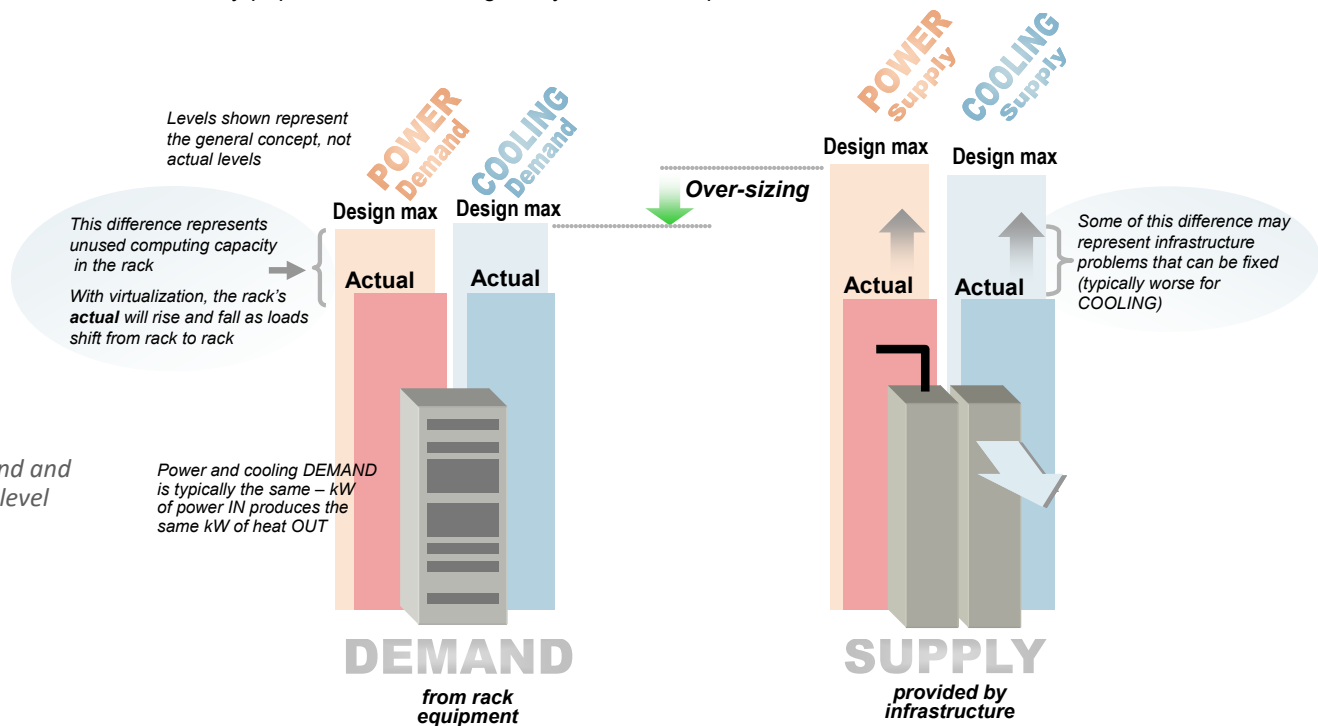 POWER
Supply
COOLING
Supply
Levels shown represent
the general concept, not
actual levels
POWER
Demand
COOLING
Demand
Design max
Design max
Over-sizing
Design max
Design max
This difference represents
unused computing capacity
in the rack
With virtualization, the rack's
actual will rise and fall as loads
shift from rack to rack
Actual
Actual
Actual
Actual
Some of this difference may
represent infrastructure
problems that can be fixed
(typically worse for
COOLING)
nd and
level
Power and cooling DEMAND
is typically the same – kW
of power IN produces the
same kW of heat OUT
DEMAND
from rack
equipment
SUPPLY
provided by
infrastructure